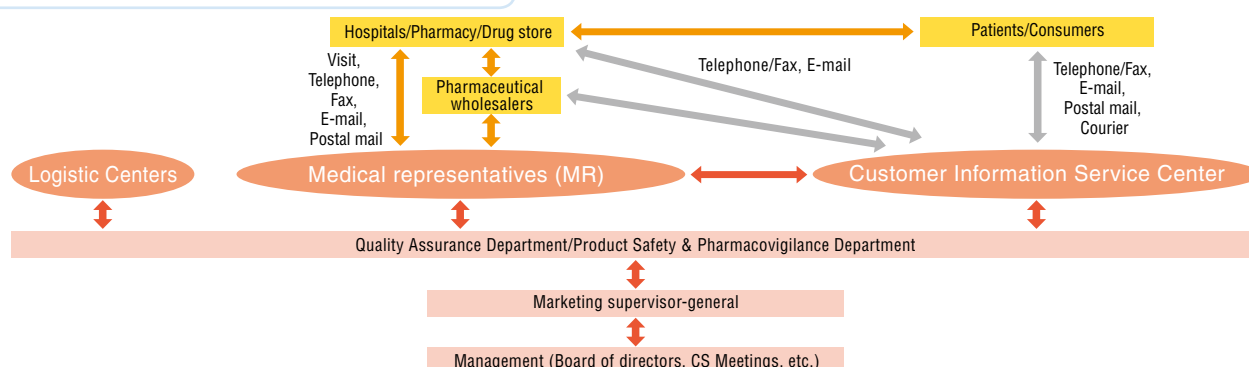 Hospitals/Pharmacy/Drug store
Patients/Consumers
Visit,
Telephone,
Fax,
E-mail,
Postal mail
Pharmaceutical
wholesalers
Telephone/Fax, E-mail
Telephone/Fax,
E-mail,
Postal mail,
Courier
Logistic Centers
Medical representatives (MR)
Customer Information Service Center
Quality Assurance Department/Product Safety & Pharmacovigilance Department
Marketing supervisor-general
Management (Board of directors, CS Meetings, etc.)